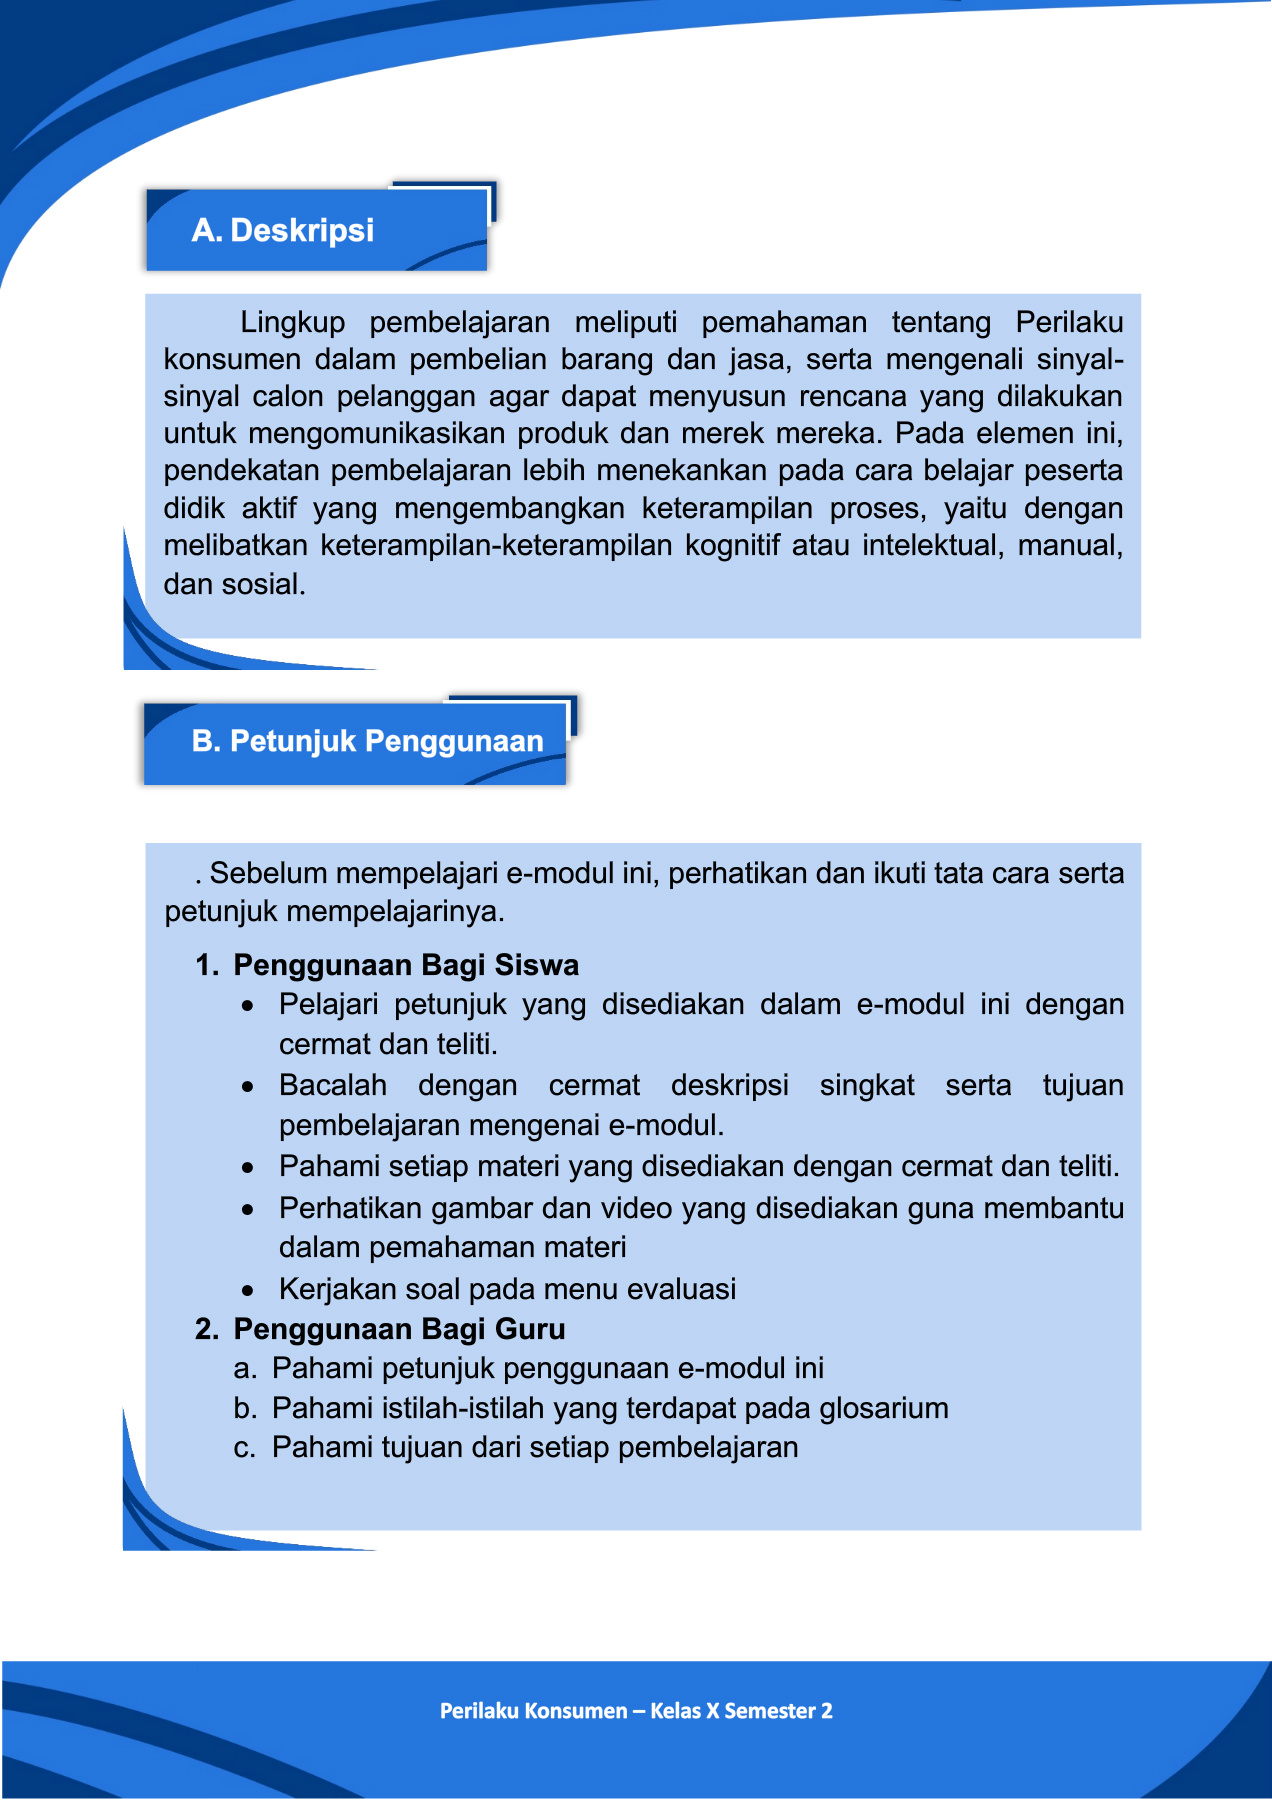 A. Deskripsi
Lingkup pembelajaran meliputi pemahaman tentang Perilaku
konsumen dalam pembelian barang dan jasa, serta mengenali sinyal-
sinyal calon pelanggan agar dapat menyusun rencana yang dilakukan
untuk mengomunikasikan produk dan merek mereka. Pada elemen ini,
pendekatan pembelajaran lebih menekankan pada cara belajar peserta
didik aktif yang mengembangkan keterampilan proses, yaitu dengan
melibatkan keterampilan-keterampilan kognitif atau intelektual, manual,
dan sosial.
B. Petunjuk Penggunaan
. Sebelum mempelajari e-modul ini, perhatikan dan ikuti tata cara serta
petunjuk mempelajarinya.
1. Penggunaan Bagi Siswa
• Pelajari petunjuk yang disediakan dalam e-modul ini dengan
cermat dan teliti.
• Bacalah dengan cermat deskripsi singkat serta tujuan
pembelajaran mengenai e-modul.
• Pahami setiap materi yang disediakan dengan cermat dan teliti.
• Perhatikan gambar dan video yang disediakan guna membantu
dalam pemahaman materi
• Kerjakan soal pada menu evaluasi
2. Penggunaan Bagi Guru
a. Pahami petunjuk penggunaan e-modul ini
b. Pahami istilah-istilah yang terdapat pada glosarium
c. Pahami tujuan dari setiap pembelajaran
Perilaku Konsumen – Kelas X Semester 2